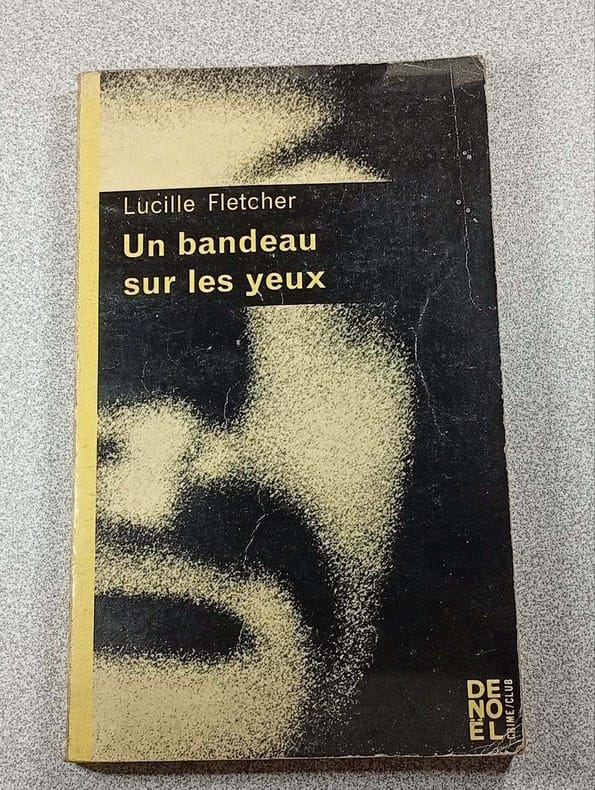 Lucille Fletcher
Un bandeau
sur les yeux
DE
NO
ËL
CRIME/CLUB